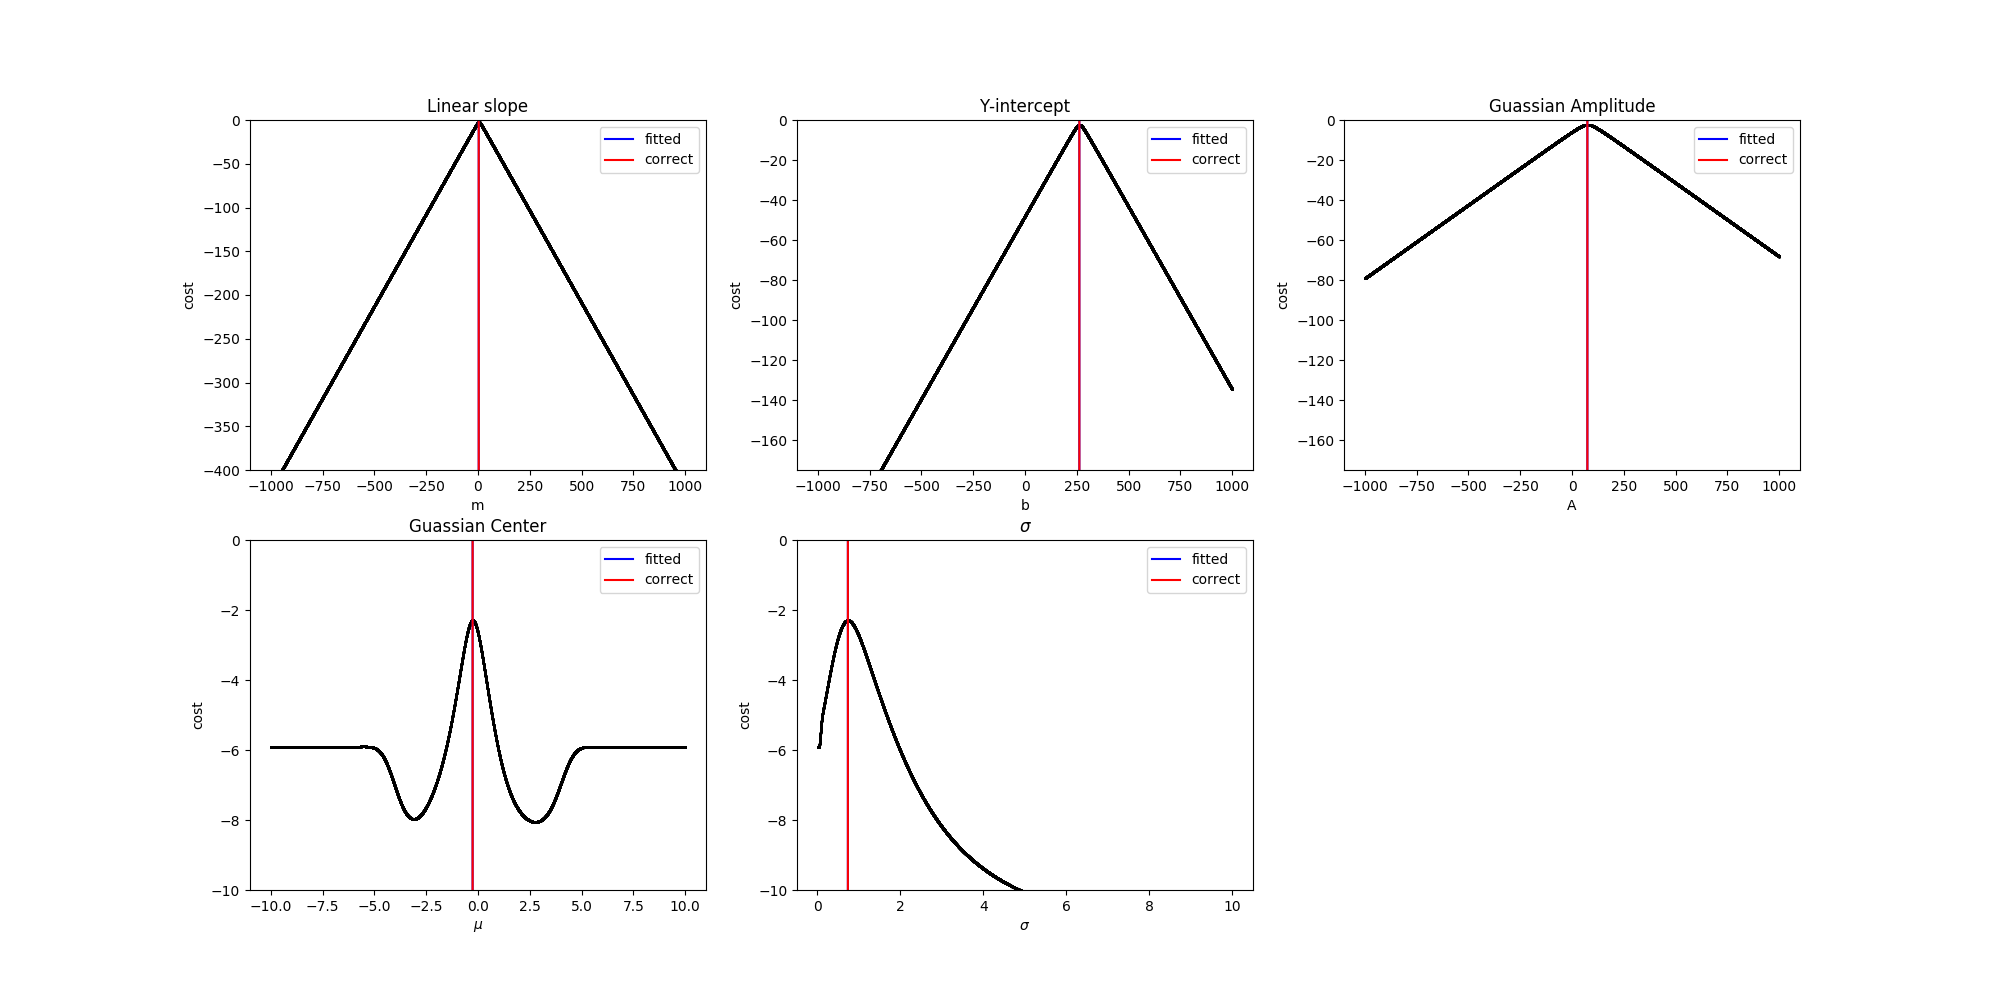 Linear slope
0
−50
−100
−150
−200
−250
−300
−350
−400
cost
fitted
correct
−1000 −750 −500 −250 0 250 500 750 1000
m
Y-intercept
0
−20
−40
−60
−80
−100
−120
−140
−160
cost
fitted
correct
−1000 −750 −500 −250 0 250 500 750 1000
b
Guassian Amplitude
0
−20
−40
−60
−80
−100
−120
−140
−160
cost
fitted
correct
−1000 −750 −500 −250 0 250 500 750 1000
A
Guassian Center
0
−2
−4
−6
−8
−10
cost
fitted
correct
−10.0 −7.5 −5.0 −2.5 0.0 2.5 5.0 7.5 10.0
μ
σ
0
−2
−4
−6
−8
−10
cost
fitted
correct
0 2 4 6 8 10
σ